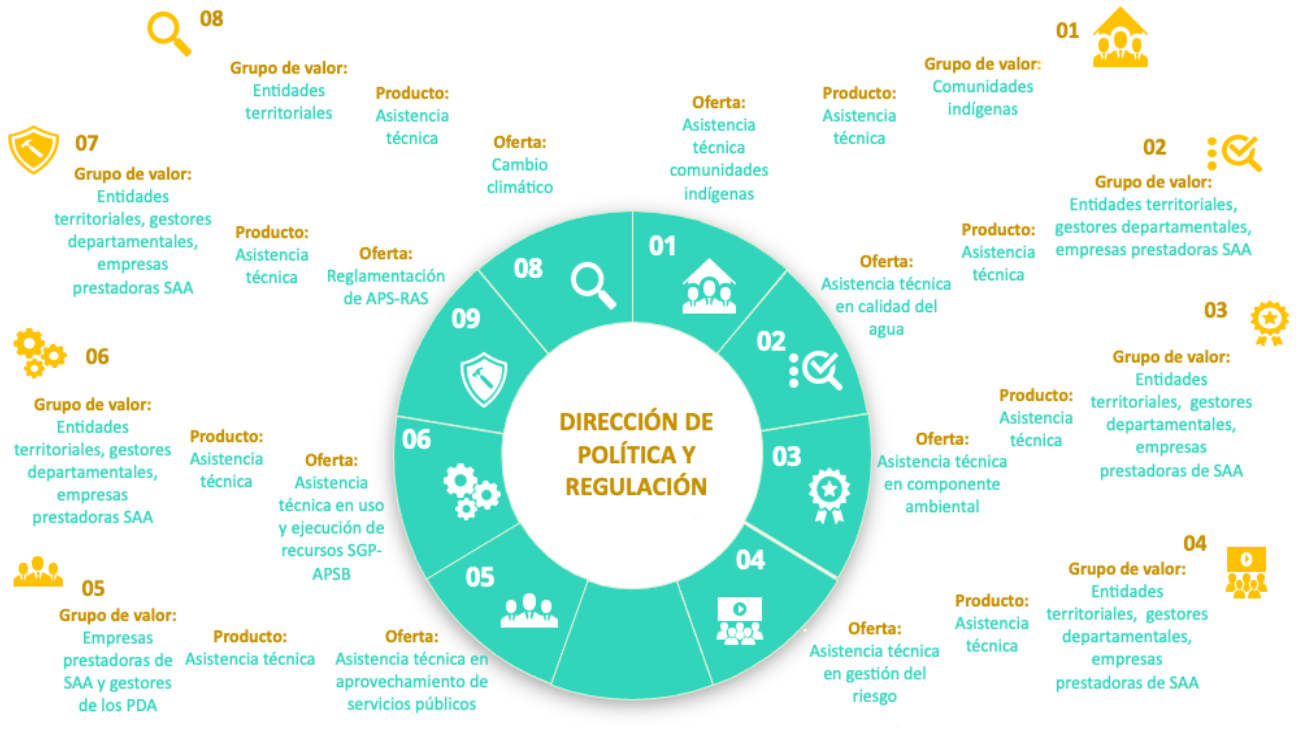 08
Grupo de valor:
Entidades
territoriales
Producto:
Asistencia
técnica
Oferta:
Cambio
climático
01
Grupo de valor:
Comunidades
indígenas
Producto:
Asistencia
técnica
Oferta:
Asistencia
técnica
comunidades
indígenas
07
Grupo de valor:
Entidades
territoriales, gestores
departamentales,
empresas
prestadoras SAA
Producto:
Asistencia
técnica
Oferta:
Reglamentación
de APS-RAS
02
Grupo de valor:
Entidades territoriales,
gestores departamentales,
empresas prestadoras SAA
Producto:
Asistencia
técnica
Oferta:
Asistencia técnica
en calidad del
agua
03
Grupo de valor:
Entidades
territoriales, gestores
departamentales,
empresas
prestadoras de SAA
Producto:
Asistencia
técnica
Oferta:
Asistencia técnica
en componente
ambiental
06
Grupo de valor:
Entidades
territoriales, gestores
departamentales,
empresas
prestadoras SAA
Producto:
Asistencia
técnica
Oferta:
Asistencia
técnica en uso
y ejecución de
recursos SGP-
APSB
04
Grupo de valor:
Entidades
territoriales, gestores
departamentales,
empresas
prestadoras de SAA
Producto:
Asistencia
técnica
Oferta:
Asistencia técnica
en gestión del
riesgo
05
Grupo de valor:
Empresas
prestadoras de
SAA y gestores
de los PDA
Producto:
Asistencia técnica
Oferta:
Asistencia técnica en
aprovechamiento de
servicios públicos
01
02
03
04
05
06
09
08
DIRECCIÓN DE
POLÍTICA Y
REGULACIÓN